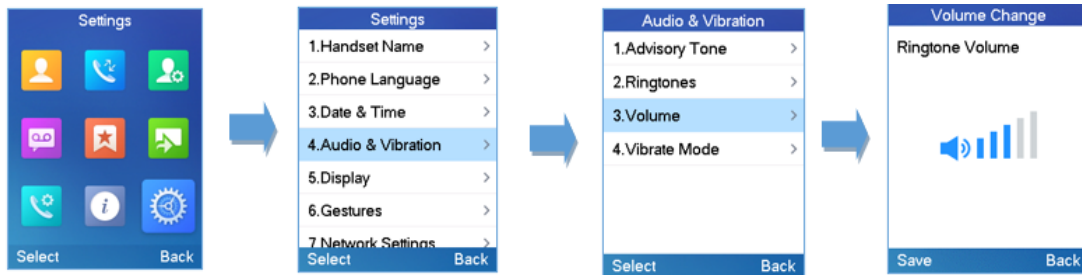 Settings
Select Back
Settings
1.Handset Name
2.Phone Language
3.Date & Time
4.Audio & Vibration
5.Display
6.Gestures
7.Network Settings
Select Back
Audio & Vibration
1.Advisory Tone
2.Ringtones
3.Volume
4.Vibrate Mode
Select Back
Volume Change
Ringtone Volume
Save Back